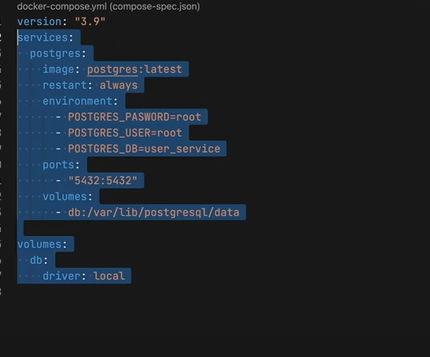 docker-compose.yml (compose-spec.json)
version: "3.9"
services:
  postgres:
    image: postgres:latest
    restart: always
    environment:
      - POSTGRES_PASWORD=root
      - POSTGRES_USER=root
      - POSTGRES_DB=user_service
    ports:
      - "5432:5432"
    volumes:
      - db:/var/lib/postgresql/data
volumes:
  db:
    driver: local